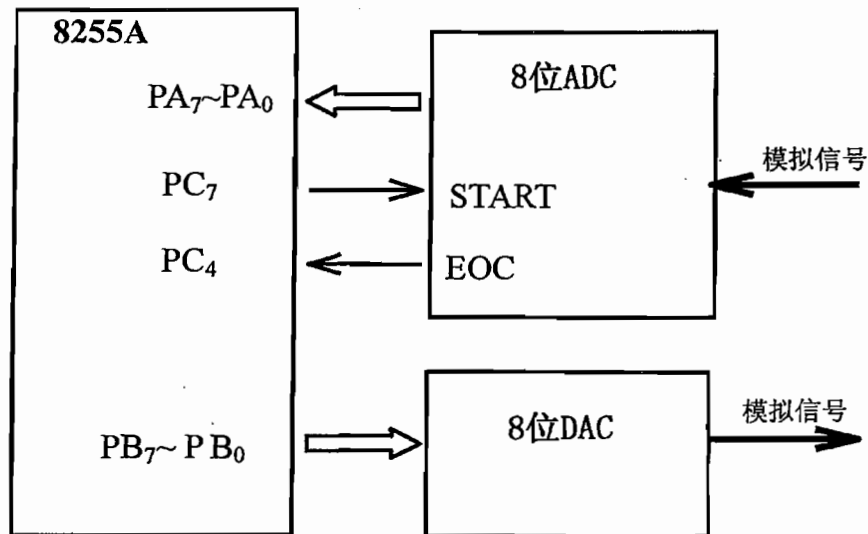 8255A
PA₇~PA₀
PC₇
PC₄
PB₇~PB₀
8位ADC
START
EOC
模拟信号
8位DAC
模拟信号